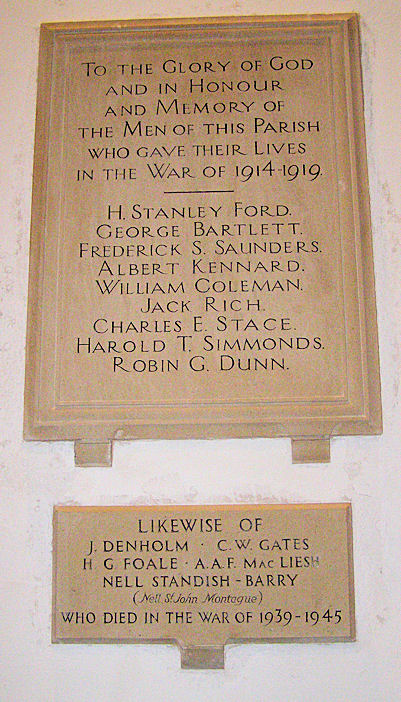 To the Glory of God
and in Honour
and Memory of
the Men of this Parish
who gave their Lives
in the War of 1914-1919.
H. Stanley Ford.
George Bartlett.
Frederick S. Saunders.
Albert Kennard.
William Coleman.
Jack Rich.
Charles E. Stace.
Harold T. Simmonds.
Robin G. Dunn.
LIKEWISE OF
J. DENHOLM · C.W. GATES
H G FOALE · A.A.F. MAC LIESH
NELL STANDISH-BARRY
(Nell St. John Montague)
WHO DIED IN THE WAR OF 1939-1945